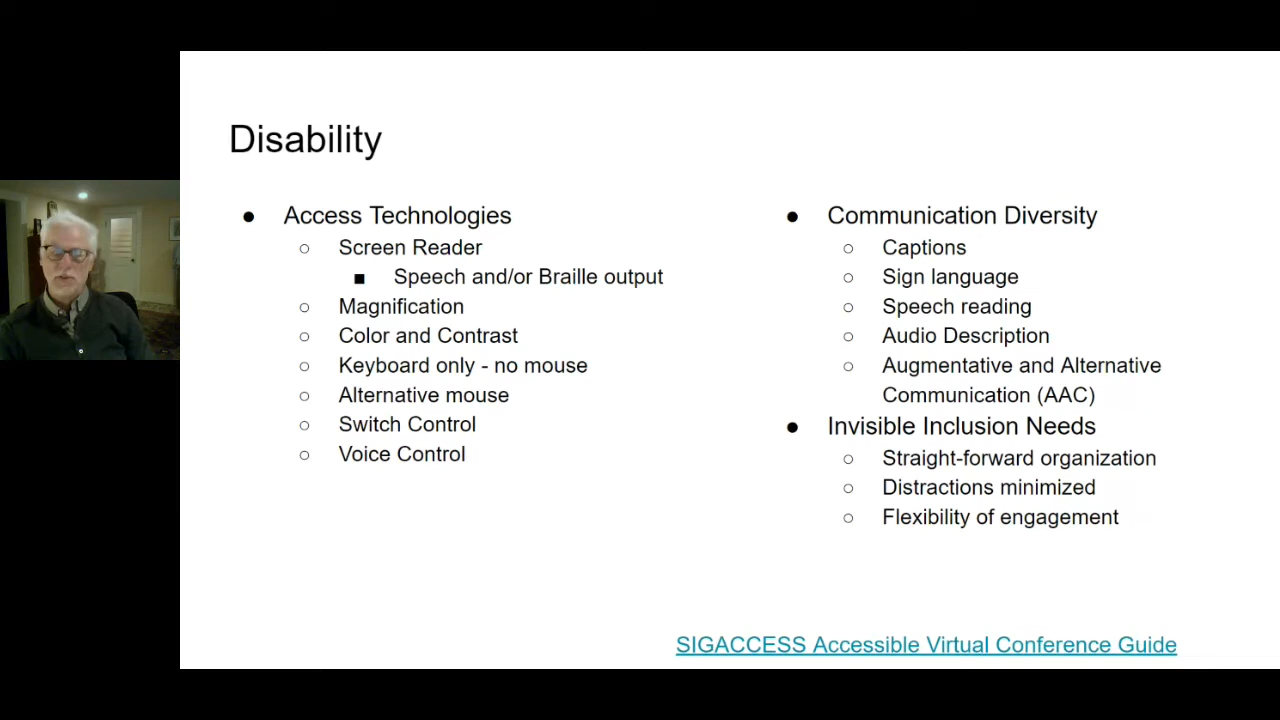 Disability
● Access Technologies
○ Screen Reader
■ Speech and/or Braille output
○ Magnification
○ Color and Contrast
○ Keyboard only - no mouse
○ Alternative mouse
○ Switch Control
○ Voice Control
● Communication Diversity
○ Captions
○ Sign language
○ Speech reading
○ Audio Description
○ Augmentative and Alternative
Communication (AAC)
● Invisible Inclusion Needs
○ Straight-forward organization
○ Distractions minimized
○ Flexibility of engagement
SIGACCESS Accessible Virtual Conference Guide